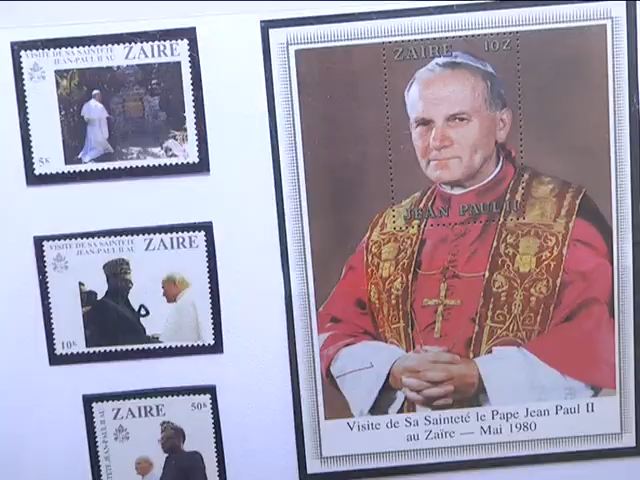 VISITE DE SA SAINTETÉ
JEAN-PAUL II AU
ZAIRE
5K
VISITE DE SA SAINTETÉ
JEAN-PAUL II AU
ZAIRE
10K
ZAIRE
50K
ZAIRE 10Z
JEAN PAUL II
Visite de Sa Sainteté le Pape Jean Paul II
au Zaïre — Mai 1980